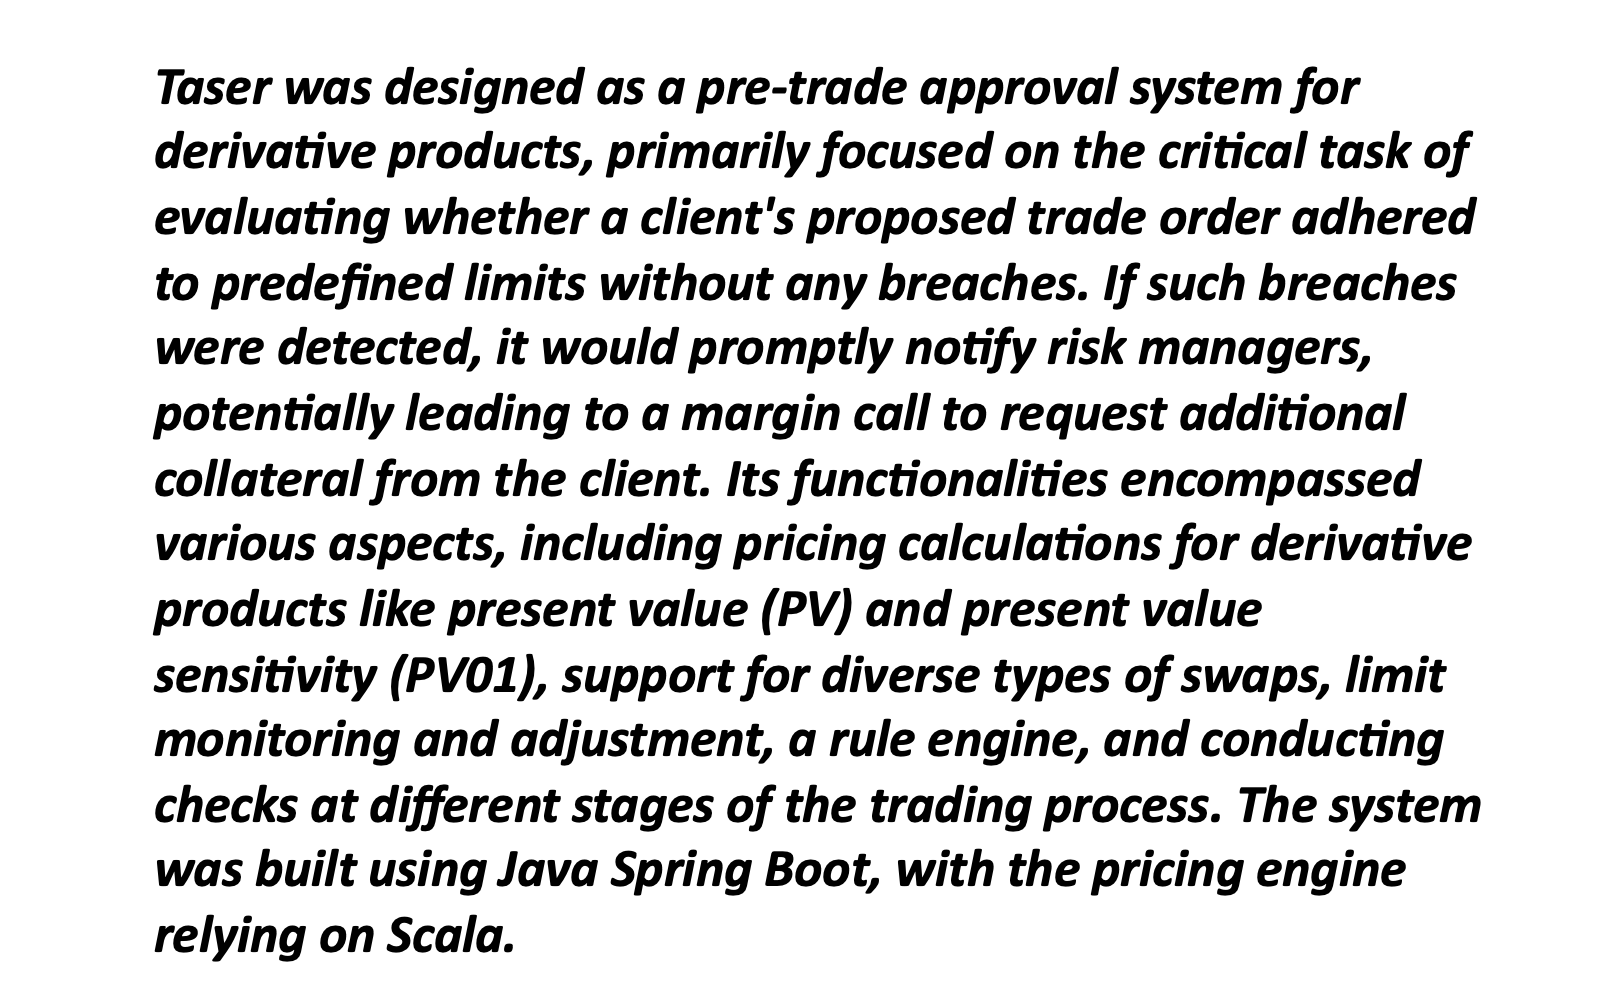 Taser was designed as a pre-trade approval system for
derivative products, primarily focused on the critical task of
evaluating whether a client's proposed trade order adhered
to predefined limits without any breaches. If such breaches
were detected, it would promptly notify risk managers,
potentially leading to a margin call to request additional
collateral from the client. Its functionalities encompassed
various aspects, including pricing calculations for derivative
products like present value (PV) and present value
sensitivity (PV01), support for diverse types of swaps, limit
monitoring and adjustment, a rule engine, and conducting
checks at different stages of the trading process. The system
was built using Java Spring Boot, with the pricing engine
relying on Scala.